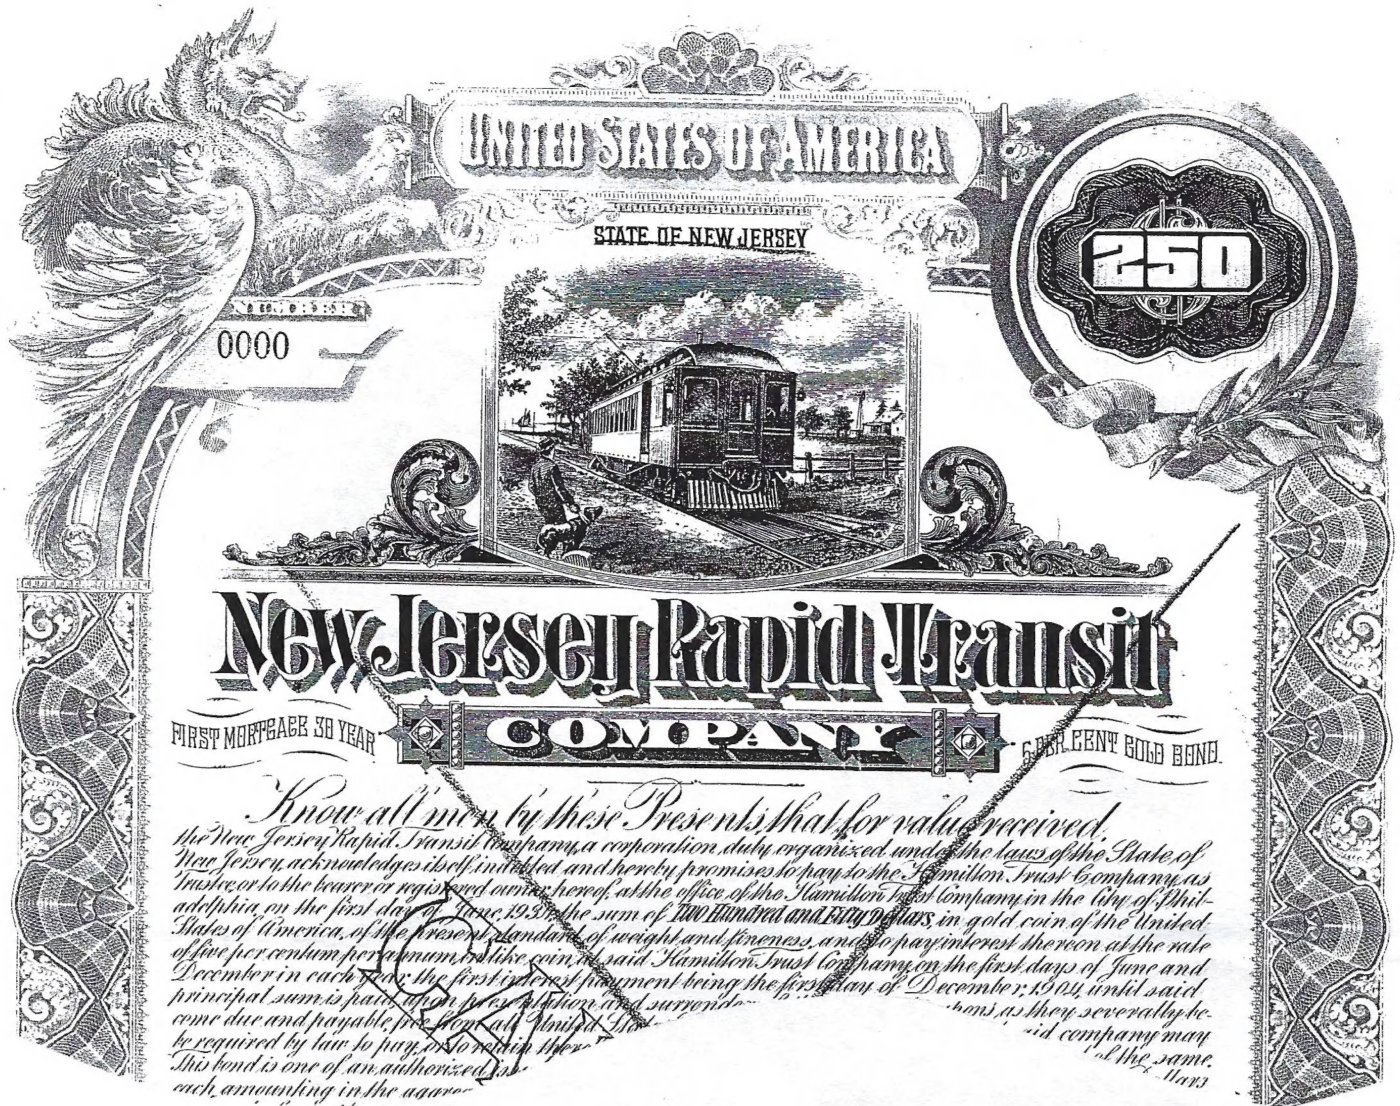 UNITED STATES OF AMERICA
STATE OF NEW JERSEY
$ 250
NUMBER
0000
New Jersey Rapid Transit
COMPANY
FIRST MORTGAGE 30 YEAR
5 PER CENT GOLD BOND.
Know all men by these Presents, that, for value received,
the New Jersey Rapid Transit Company, a corporation, duly organized under the laws of the State, of
New Jersey, acknowledges itself indebted and hereby promises to pay to the Hamilton Trust Company, as
Trustee, or to the bearer, or registered owner hereof, at the office of the Hamilton Trust Company, in the City of Phil-
adelphia, on the first day of June, 1934, the sum of Two Hundred and Fifty Dollars, in gold coin of the United
States of America, of the present standard of weight and fineness, and to pay interest thereon at the rate
of five per centum per annum, in like coin, at said Hamilton Trust Company, on the first days of June and
December in each year the first interest payment being the first day of December, 1904, until said
principal sum is paid, upon presentation and surrender as they severally be-
come due and payable, free from all United company may
be required by law to pay, or to retain of the same.
This bond is one of an authorized
each, amounting in the